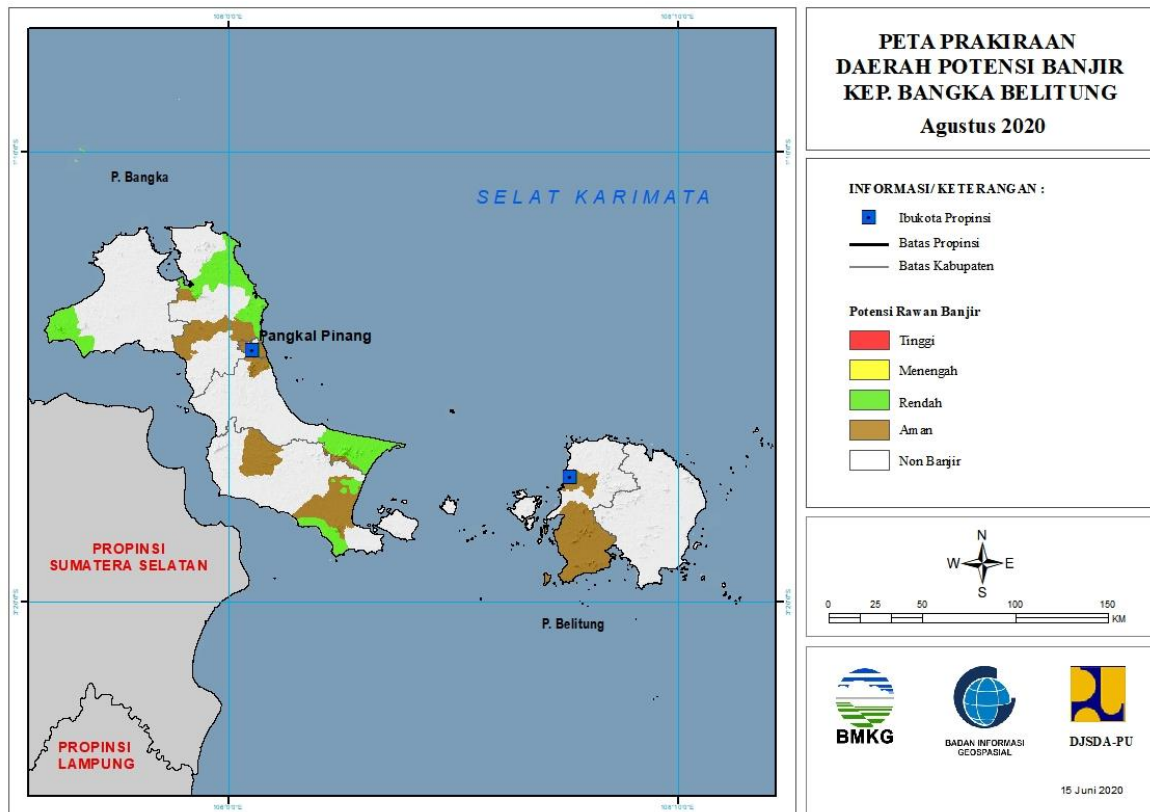 PETA PRAKIRAAN
DAERAH POTENSI BANJIR
KEP. BANGKA BELITUNG
Agustus 2020
P. Bangka
SELAT KARIMATA
Pangkal Pinang
PROPINSI
SUMATERA SELATAN
P. Belitung
PROPINSI
LAMPUNG
INFORMASI/ KETERANGAN :
Ibukota Propinsi
Batas Propinsi
Batas Kabupaten
Potensi Rawan Banjir
Tinggi
Menengah
Rendah
Aman
Non Banjir
N
W E
S
0 25 50 100 150
KM
BMKG
BADAN INFORMASI
GEOSPASIAL
DJSDA-PU
15 Juni 2020